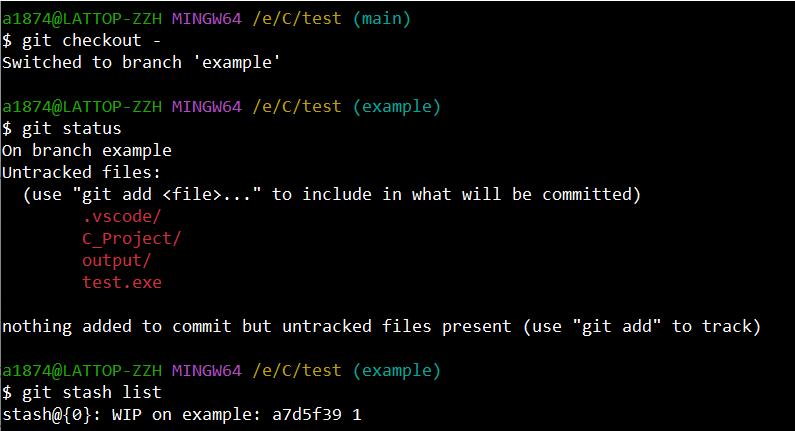 a1874@LATTOP-ZZH MINGW64 /e/C/test (main)
$ git checkout -
Switched to branch 'example'
a1874@LATTOP-ZZH MINGW64 /e/C/test (example)
$ git status
On branch example
Untracked files:
(use "git add <file>..." to include in what will be committed)
.vscode/
C_Project/
output/
test.exe
nothing added to commit but untracked files present (use "git add" to track)
a1874@LATTOP-ZZH MINGW64 /e/C/test (example)
$ git stash list
stash@{0}: WIP on example: a7d5f39 1